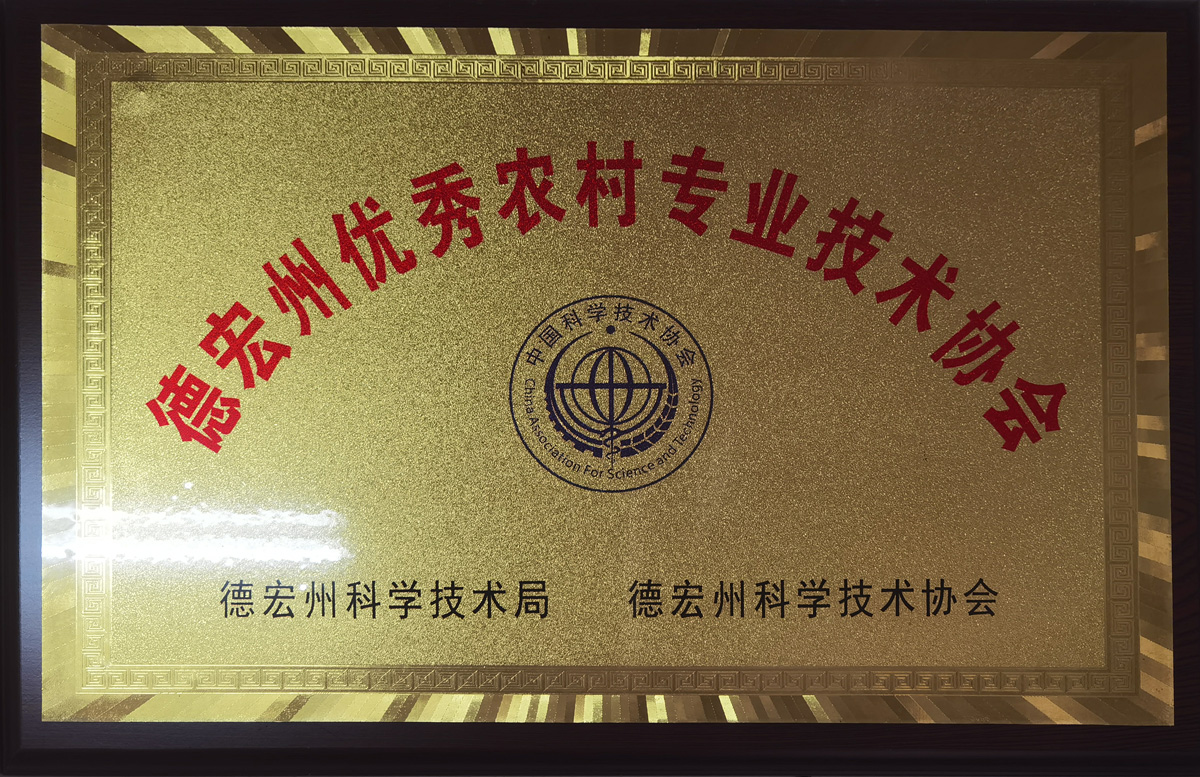 德宏州优秀农村专业技术协会
中国科学技术协会
China Association For Science and Technology
德宏州科学技术局 德宏州科学技术协会